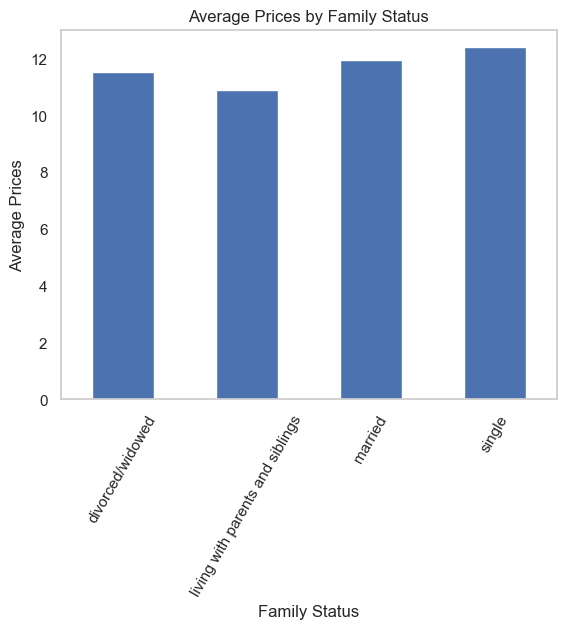 Average Prices by Family Status
Average Prices
12
10
8
6
4
2
0
divorced/widowed
living with parents and siblings
married
single
Family Status